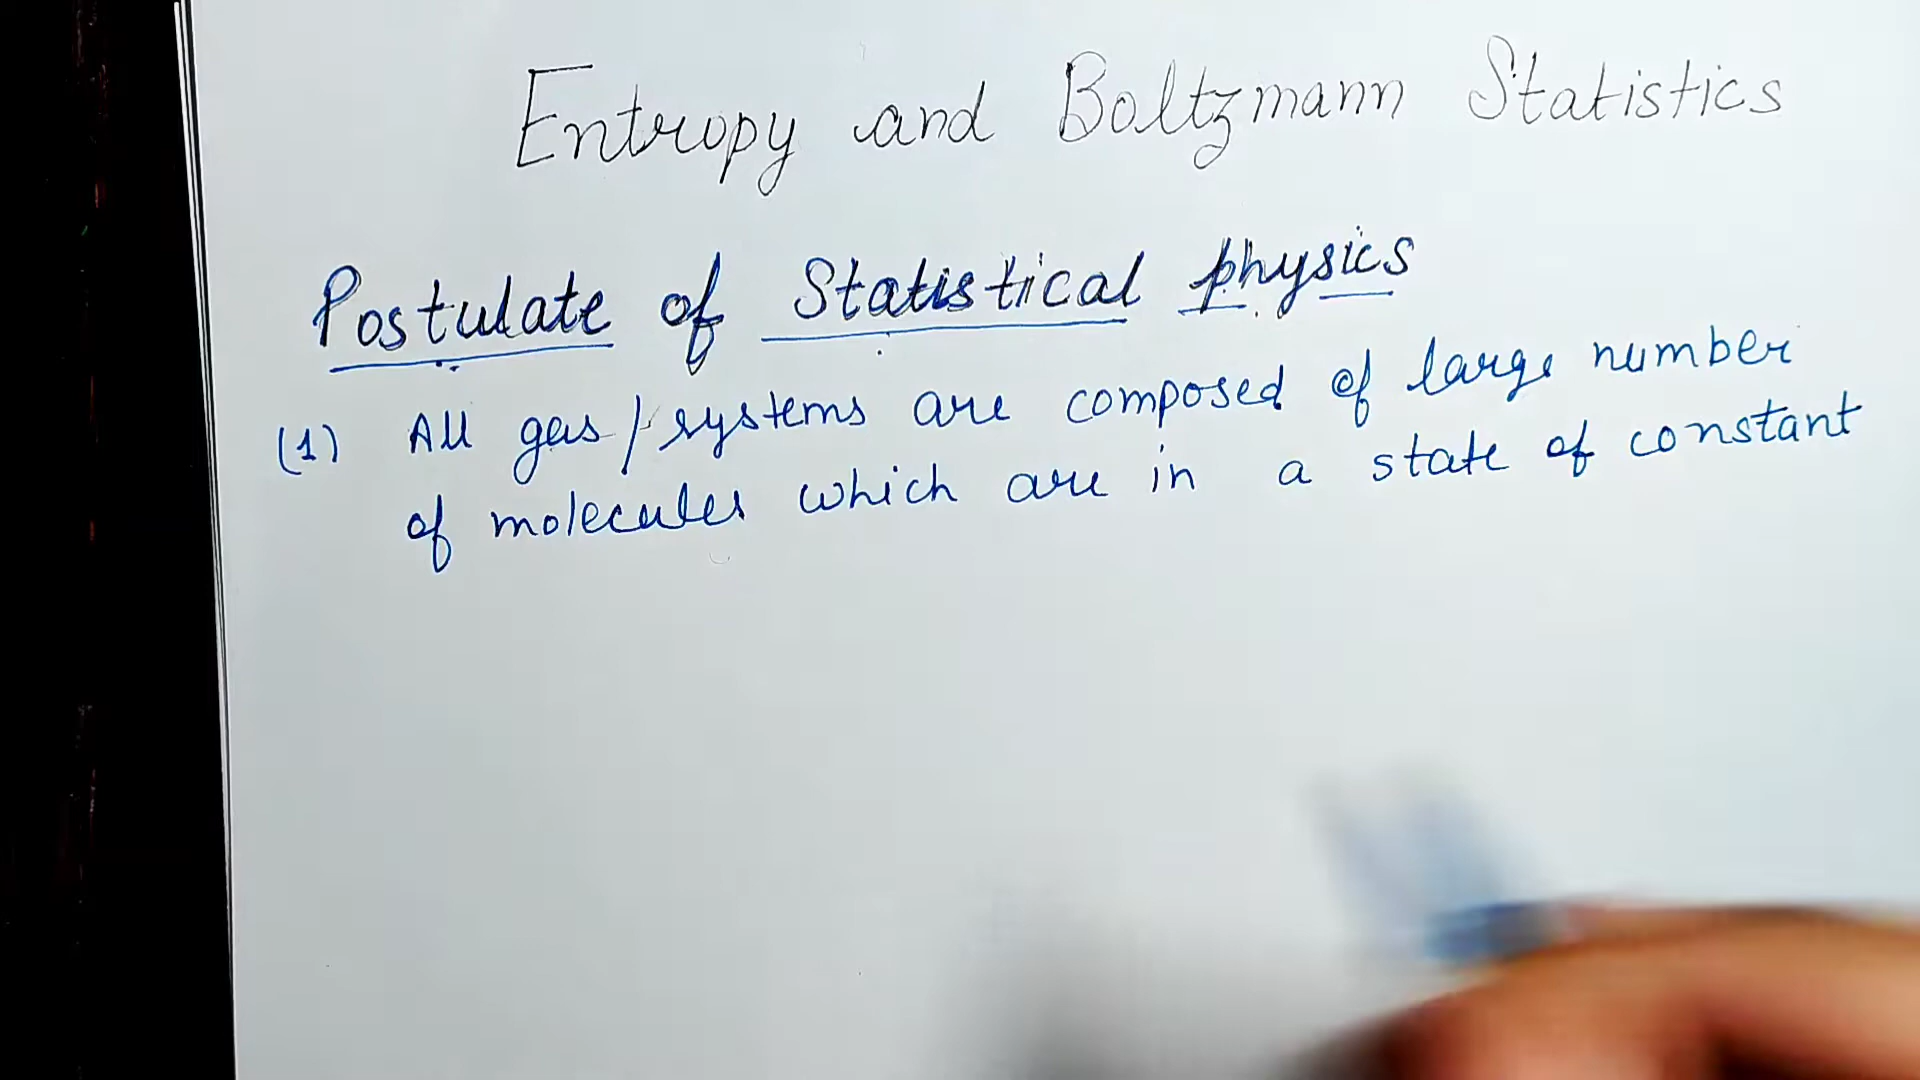 Entropy and Boltzmann Statistics
Postulate of Statistical physics
(1) All gas/systems are composed of large number
of molecules which are in a state of constant